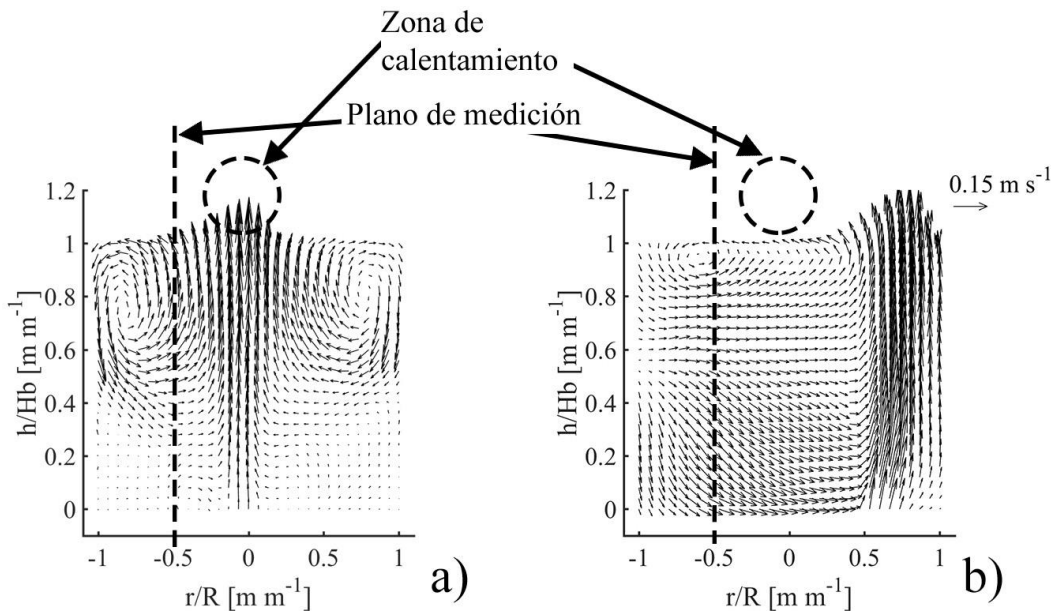 Zona de
calentamiento
Plano de medición
0.15 m s⁻¹
1.2
1
0.8
0.6
0.4
0.2
0
h/Hb [m m⁻¹]
-1 -0.5 0 0.5 1
r/R [m m⁻¹]
a)
1.2
1
0.8
0.6
0.4
0.2
0
h/Hb [m m⁻¹]
-1 -0.5 0 0.5 1
r/R [m m⁻¹]
b)